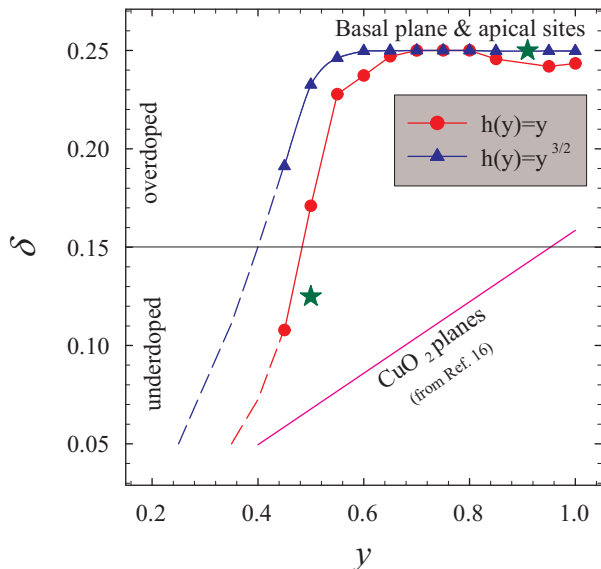 Basal plane & apical sites
0.25
0.20
0.15
0.10
0.05
δ
overdoped
underdoped
h(y)=y
h(y)=y^3/2
CuO₂ planes
(from Ref. 16)
0.2 0.4 0.6 0.8 1.0
y